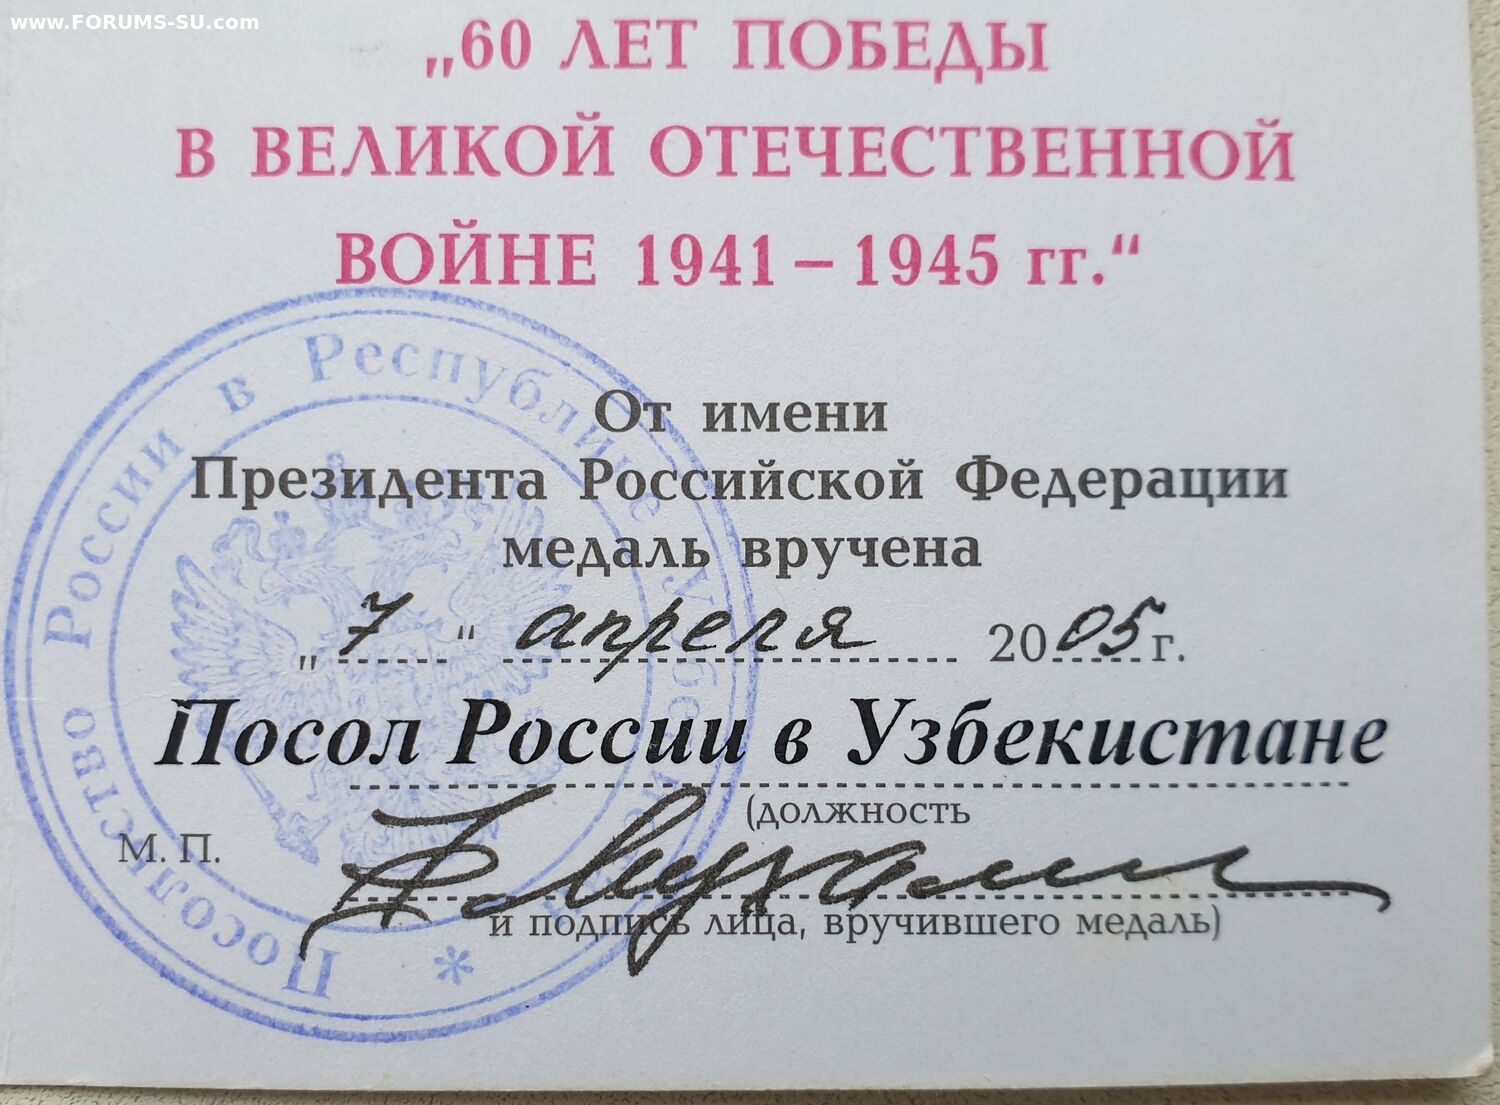 www.FORUMS-SU.com
„60 ЛЕТ ПОБЕДЫ
В ВЕЛИКОЙ ОТЕЧЕСТВЕННОЙ
ВОЙНЕ 1941 – 1945 гг.“
От имени
Президента Российской Федерации
медаль вручена
„ 7 “ апреля 2005 г.
Посол России в Узбекистане
(должность
М. П.
и подпись лица, вручившего медаль)
Посольство России в Республике Узбекистан *